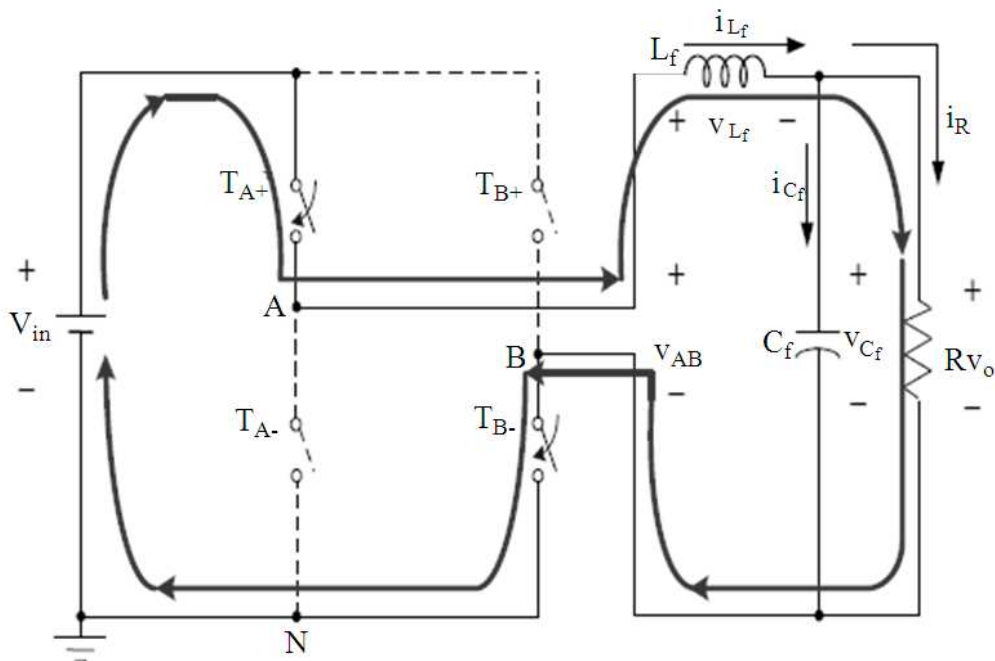 i_Lf
L_f
+ v_Lf −
i_R
T_A+
T_B+
i_Cf
+
V_in
−
A
+
v_AB
−
B
C_f
+
v_Cf
−
+
Rv_o
−
T_A-
T_B-
N